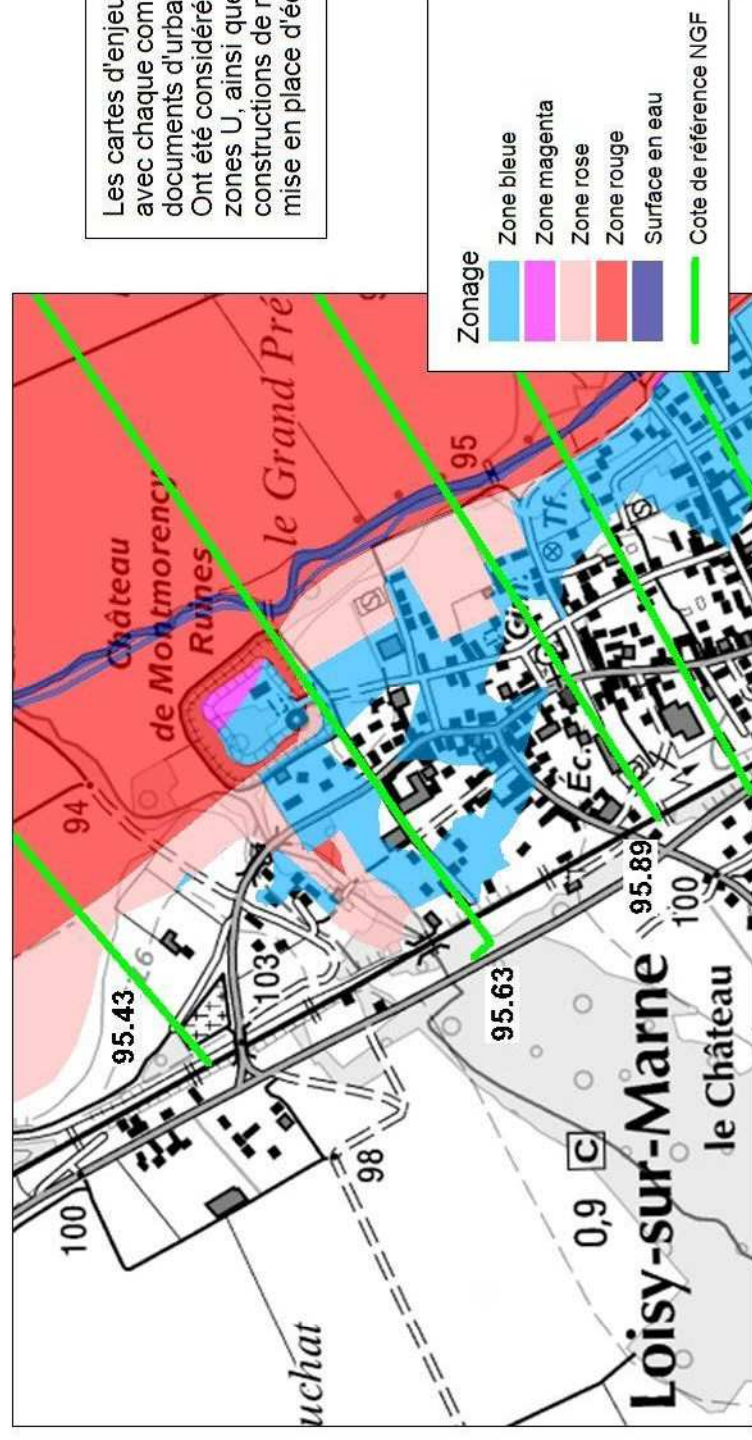 Les cartes d'enjeu
avec chaque com
documents d'urba
Ont été considéré
zones U, ainsi que
constructions de
mise en place d'éc
Zonage
Zone bleue
Zone magenta
Zone rose
Zone rouge
Surface en eau
Cote de référence NGF
Château
de Montmorency
Ruines
le Grand Pré
94
95
95.43
95.63
95.89
103
100
98
100
Tf.
Éc.
0,9 C
Loisy-sur-Marne
le Château
uchat